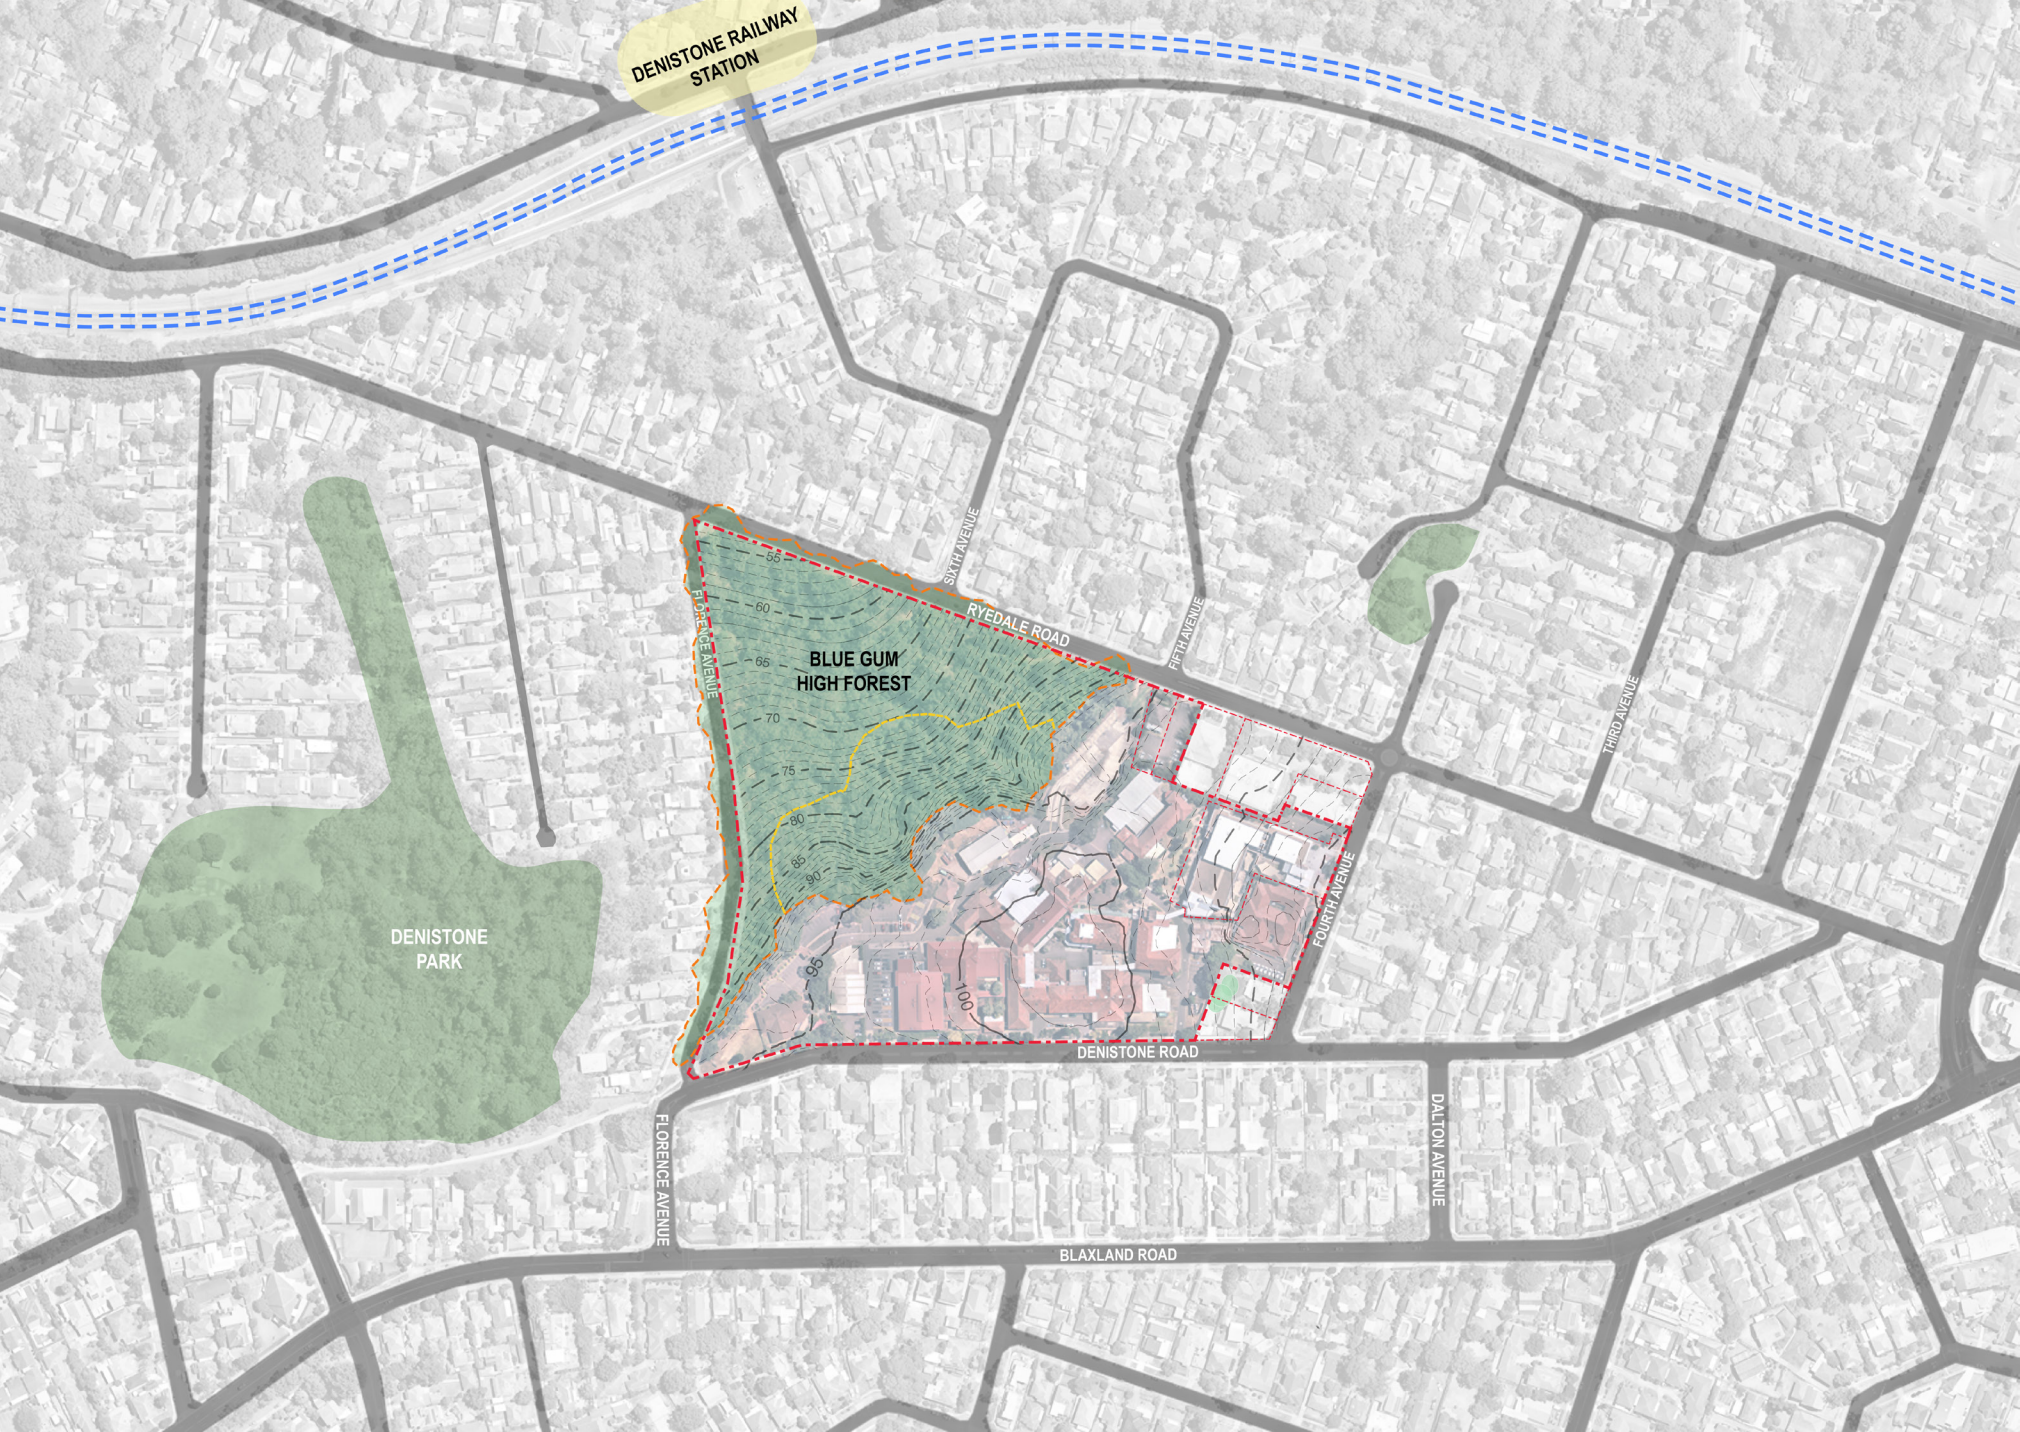 DENISTONE RAILWAY
STATION
SIXTH AVENUE
55
60
RYEDALE ROAD
FLORENCE AVENUE
FIFTH AVENUE
65
BLUE GUM
HIGH FOREST
70
THIRD AVENUE
75
80
85
90
FOURTH AVENUE
DENISTONE
PARK
95
100
DENISTONE ROAD
FLORENCE AVENUE
DALTON AVENUE
BLAXLAND ROAD